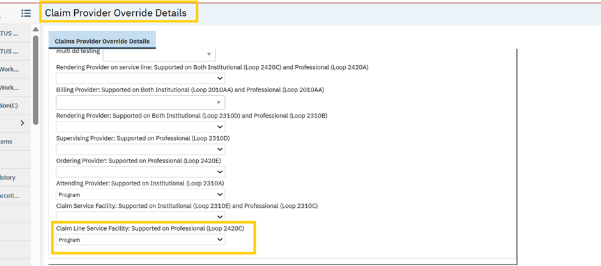 Claim Provider Override Details
TUS ...
Claims Provider Override Details
TUS ...
multi dd testing
Work...
Rendering Provider on service line: Supported on Both Institutional (Loop 2420C) and Professional (Loop 2420A)
Work...
Billing Provider: Supported on Both Institutional (Loop 2010AA) and Professional (Loop 2010AA)
tion(C)
Rendering Provider: Supported on Both Institutional (Loop 2310D) and Professional (Loop 2310B)
Supervising Provider: Supported on Professional (Loop 2310D)
ems
Ordering Provider: Supported on Professional (Loop 2420E)
istory
Attending Provider: Supported on Institutional (Loop 2310A)
Program
arcoti...
Claim Service Facility: Supported on Institutional (Loop 2310E) and Professional (Loop 2310C)
Claim Line Service Facility: Supported on Professional (Loop 2420C)
Program